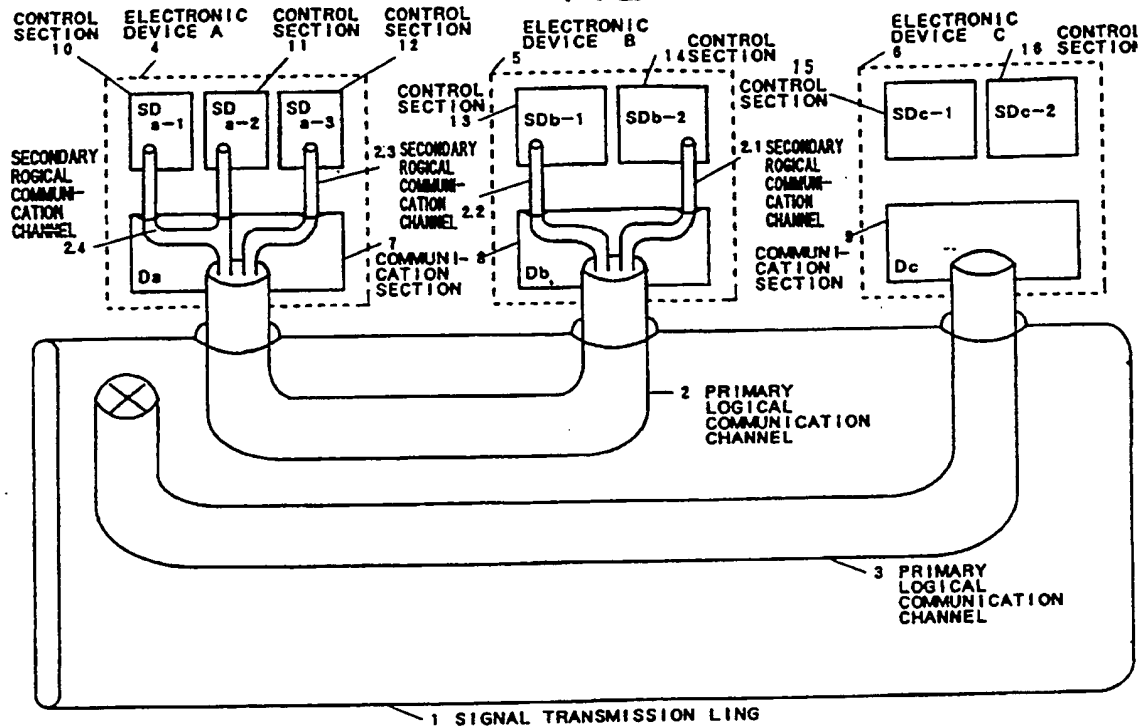 CONTROL SECTION 10
ELECTRONIC DEVICE A 4
CONTROL SECTION 11
CONTROL SECTION 12
ELECTRONIC DEVICE B 5
14 CONTROL SECTION
ELECTRONIC DEVICE C 6
16 CONTROL SECTION
CONTROL SECTION 13
15 CONTROL SECTION
SD a-1
SD a-2
SD a-3
SDb-1
SDb-2
SDc-1
SDc-2
SECONDARY
ROGICAL
COMMUNI-
CATION
CHANNEL
2.4
2.3 SECONDARY
ROGICAL
COMMUNI-
CATION
CHANNEL
2.2
2.1 SECONDARY
ROGICAL
COMMUNI-
CATION
CHANNEL
Da
7
COMMUNI-
CATION
SECTION
8
Db
COMMUNI-
CATION
SECTION
Dc
2 PRIMARY
LOGICAL
COMMUNICATION
CHANNEL
3 PRIMARY
LOGICAL
COMMUNICATION
CHANNEL
1 SIGNAL TRANSMISSION LING